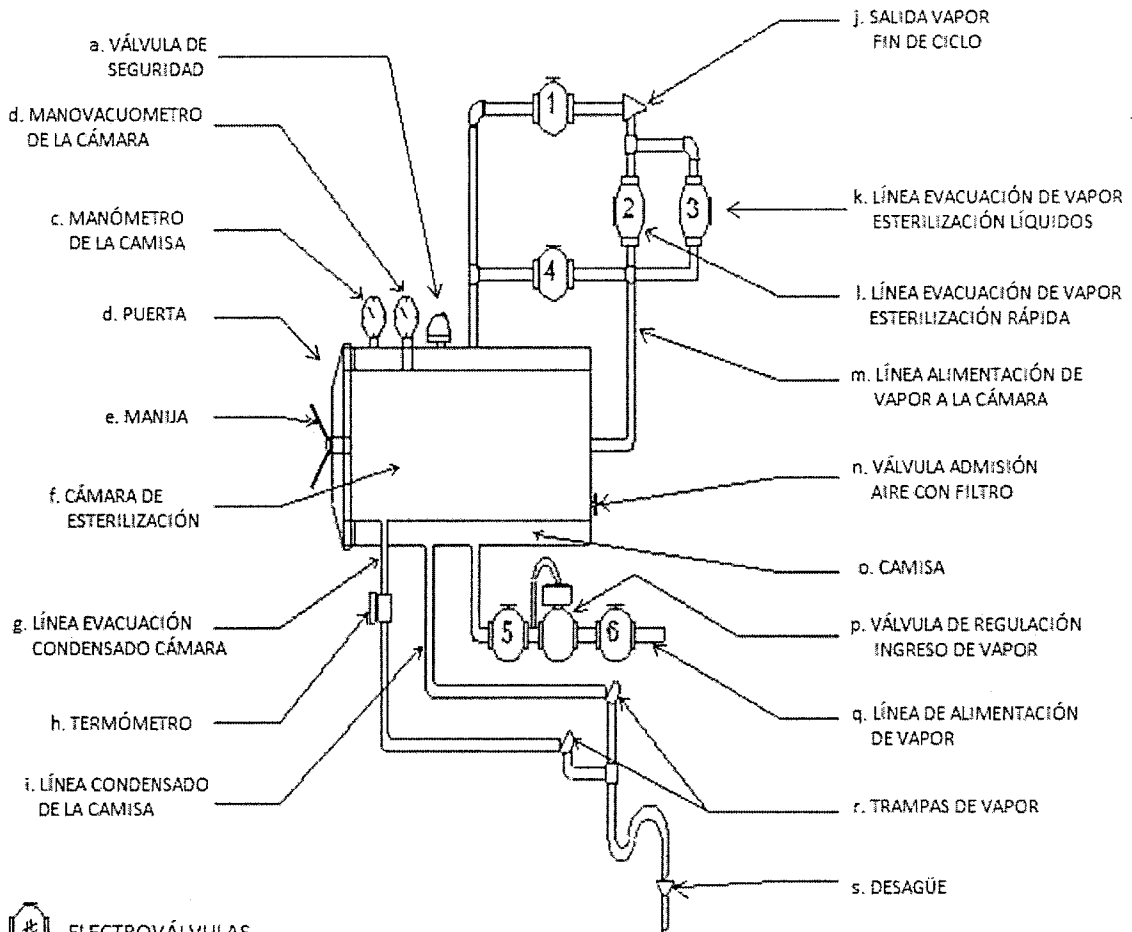 a. VÁLVULA DE
SEGURIDAD
d. MANOVACUOMETRO
DE LA CÁMARA
c. MANÓMETRO
DE LA CAMISA
d. PUERTA
e. MANIJA
f. CÁMARA DE
ESTERILIZACIÓN
g. LÍNEA EVACUACIÓN
CONDENSADO CÁMARA
h. TERMÓMETRO
i. LÍNEA CONDENSADO
DE LA CAMISA
1
2
3
4
5
6
j. SALIDA VAPOR
FIN DE CICLO
k. LÍNEA EVACUACIÓN DE VAPOR
ESTERILIZACIÓN LÍQUIDOS
l. LÍNEA EVACUACIÓN DE VAPOR
ESTERILIZACIÓN RÁPIDA
m. LÍNEA ALIMENTACIÓN DE
VAPOR A LA CÁMARA
n. VÁLVULA ADMISIÓN
AIRE CON FILTRO
o. CAMISA
p. VÁLVULA DE REGULACIÓN
INGRESO DE VAPOR
q. LÍNEA DE ALIMENTACIÓN
DE VAPOR
r. TRAMPAS DE VAPOR
s. DESAGÜE
# ELECTROVÁLVULAS